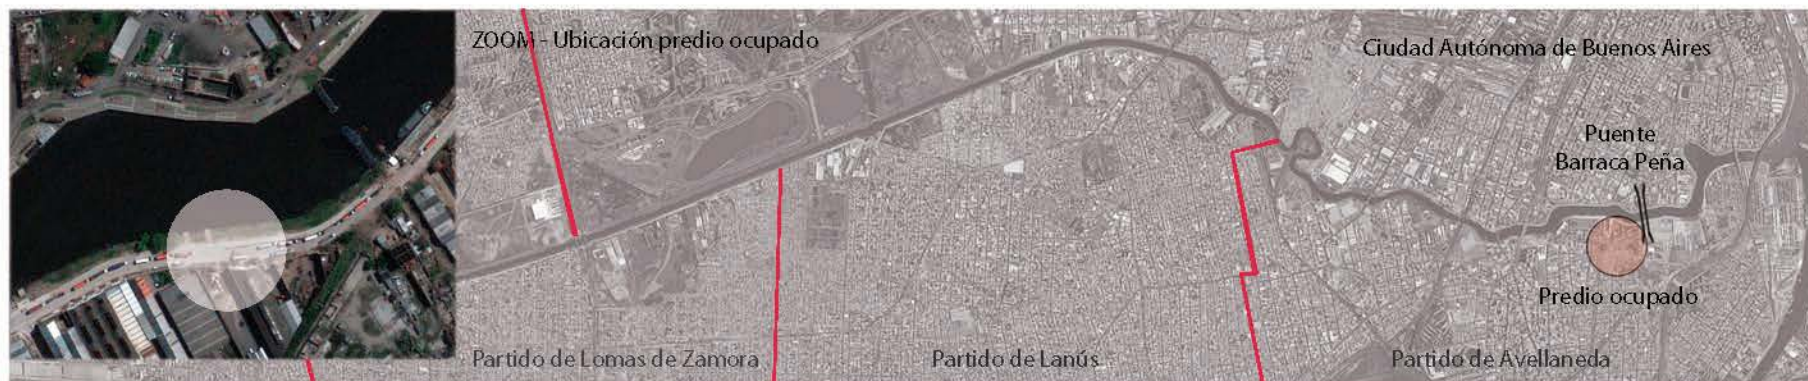 ZOOM - Ubicación predio ocupado
Ciudad Autónoma de Buenos Aires
Puente
Barraca Peña
Predio ocupado
Partido de Lomas de Zamora
Partido de Lanús
Partido de Avellaneda